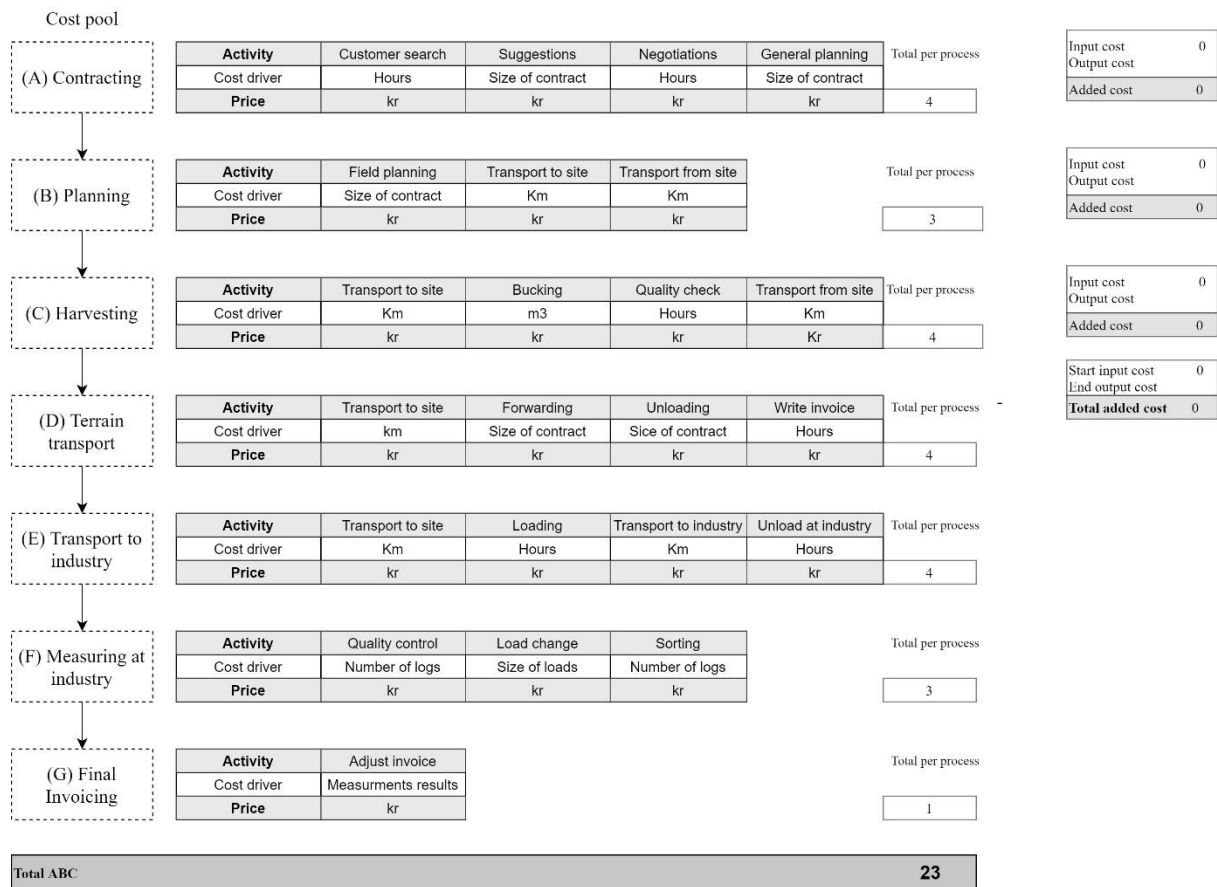 Cost pool
(A) Contracting
Activity Customer search Suggestions Negotiations General planning Total per process
Cost driver Hours Size of contract Hours Size of contract
Price kr kr kr kr 4
Input cost 0
Output cost
Added cost 0
(B) Planning
Activity Field planning Transport to site Transport from site Total per process
Cost driver Size of contract Km Km
Price kr kr kr 3
Input cost 0
Output cost
Added cost 0
(C) Harvesting
Activity Transport to site Bucking Quality check Transport from site Total per process
Cost driver Km m3 Hours Km
Price kr kr kr Kr 4
Input cost 0
Output cost
Added cost 0
Start input cost 0
End output cost
Total added cost 0
(D) Terrain
transport
Activity Transport to site Forwarding Unloading Write invoice Total per process -
Cost driver km Size of contract Sice of contract Hours
Price kr kr kr kr 4
(E) Transport to
industry
Activity Transport to site Loading Transport to industry Unload at industry Total per process
Cost driver Km Hours Km Hours
Price kr kr kr kr 4
(F) Measuring at
industry
Activity Quality control Load change Sorting Total per process
Cost driver Number of logs Size of loads Number of logs
Price kr kr kr 3
(G) Final
Invoicing
Activity Adjust invoice Total per process
Cost driver Measurments results
Price kr 1
Total ABC 23